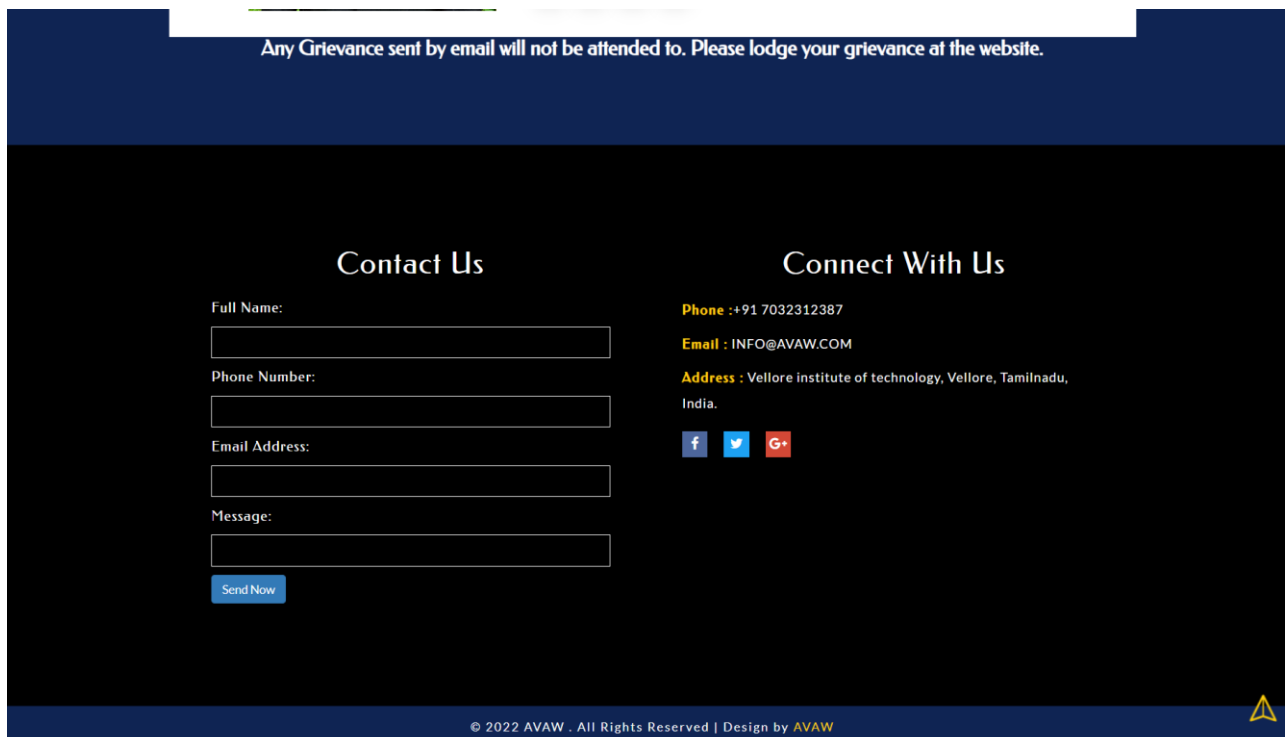 Any Grievance sent by email will not be attended to. Please lodge your grievance at the website.
Contact Us
Full Name:
Phone Number:
Email Address:
Message:
Send Now
Connect With Us
Phone :+91 7032312387
Email : INFO@AVAW.COM
Address : Vellore institute of technology, Vellore, Tamilnadu,
India.
f
G+
© 2022 AVAW . All Rights Reserved | Design by AVAW